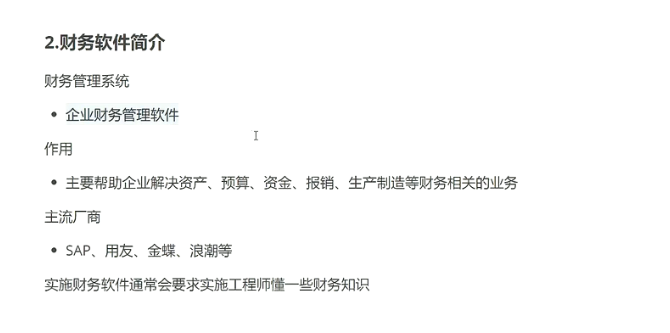 2.财务软件简介
财务管理系统
• 企业财务管理软件
作用
• 主要帮助企业解决资产、预算、资金、报销、生产制造等财务相关的业务
主流厂商
• SAP、用友、金蝶、浪潮等
实施财务软件通常会要求实施工程师懂一些财务知识